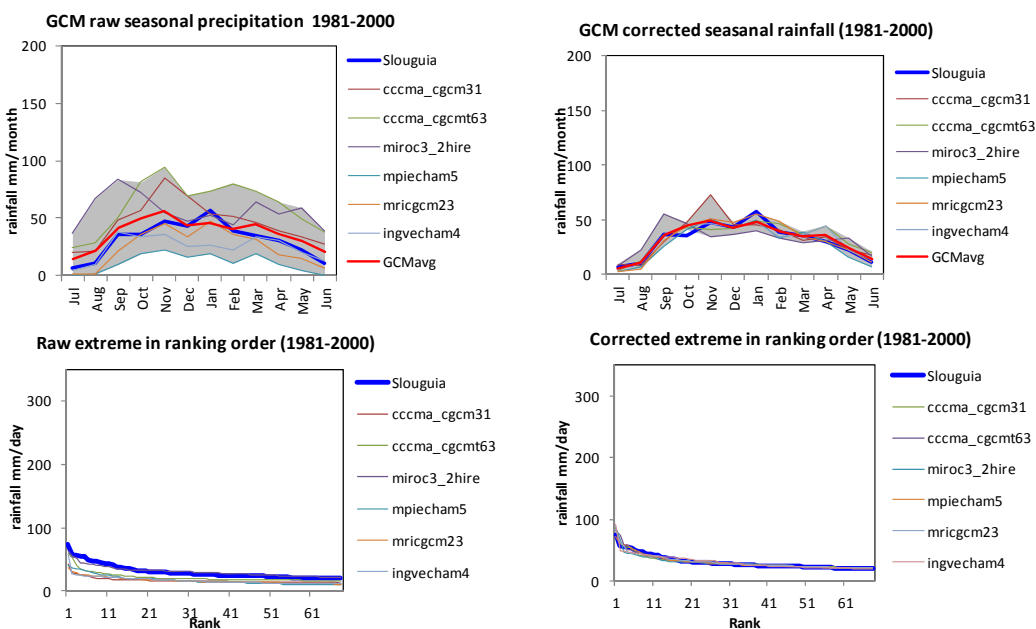 GCM raw seasonal precipitation 1981-2000
200
150
100
50
0
rainfall mm/month
Jul Aug Sep Oct Nov Dec Jan Feb Mar Apr May Jun
Slouguia
cccma_cgcm31
cccma_cgcmt63
miroc3_2hire
mpiecham5
mricgcm23
ingvecham4
GCMavg
GCM corrected seasanal rainfall (1981-2000)
200
150
100
50
0
rainfall mm/month
Jul Aug Sep Oct Nov Dec Jan Feb Mar Apr May Jun
Slouguia
cccma_cgcm31
cccma_cgcmt63
miroc3_2hire
mpiecham5
mricgcm23
ingvecham4
GCMavg
Raw extreme in ranking order (1981-2000)
300
200
100
0
rainfall mm/day
1 11 21 31 41 51 61
Rank
Slouguia
cccma_cgcm31
cccma_cgcmt63
miroc3_2hire
mpiecham5
mricgcm23
ingvecham4
Corrected extreme in ranking order (1981-2000)
300
200
100
0
rainfall mm/day
1 11 21 31 41 51 61
Rank
Slouguia
cccma_cgcm31
cccma_cgcmt63
miroc3_2hire
mpiecham5
mricgcm23
ingvecham4